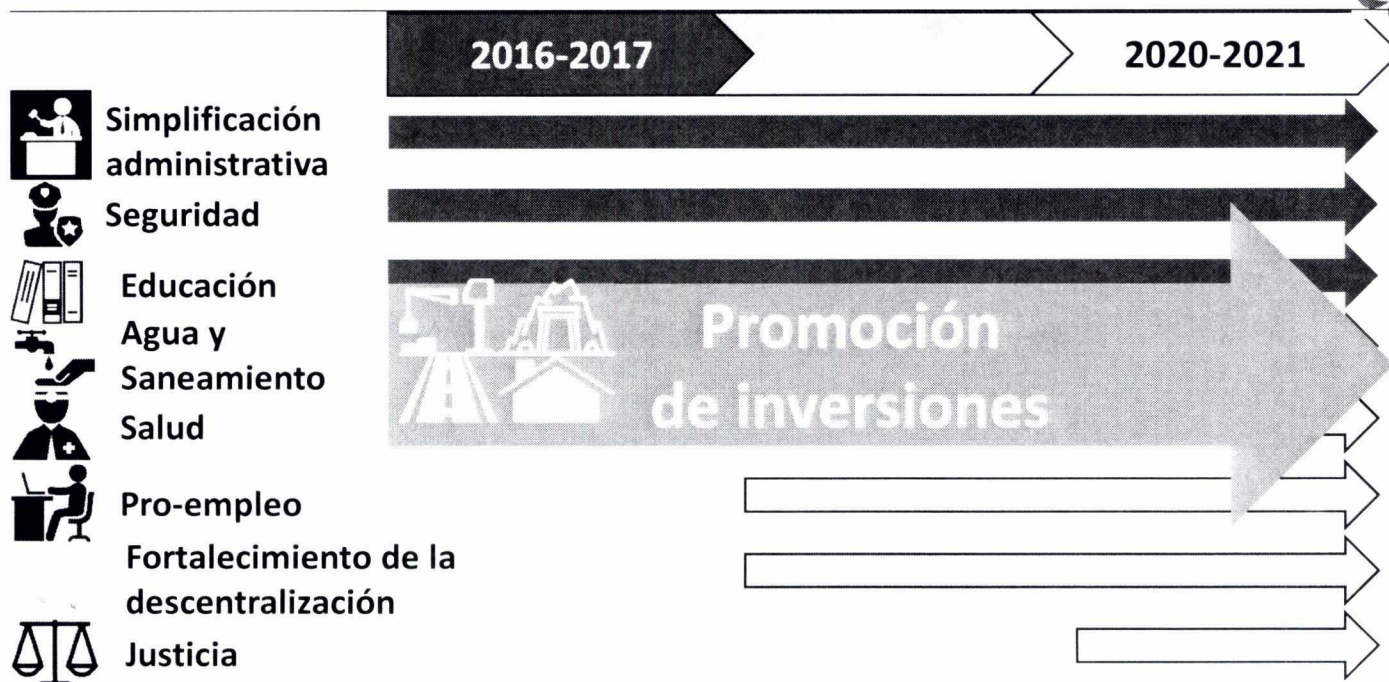 2016-2017
2020-2021
Simplificación
administrativa
Seguridad
Educación
Agua y
Saneamiento
Salud
Promoción
de inversiones
Pro-empleo
Fortalecimiento de la
descentralización
Justicia